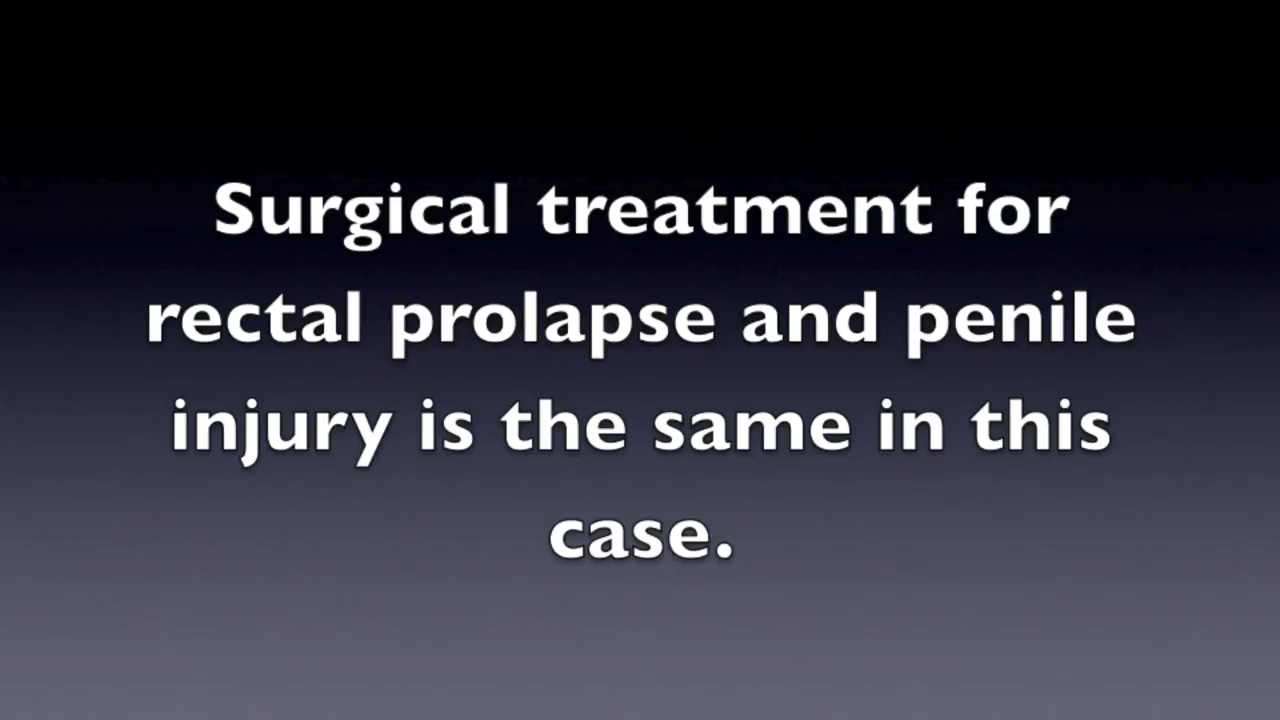 Surgical treatment for
rectal prolapse and penile
injury is the same in this
case.